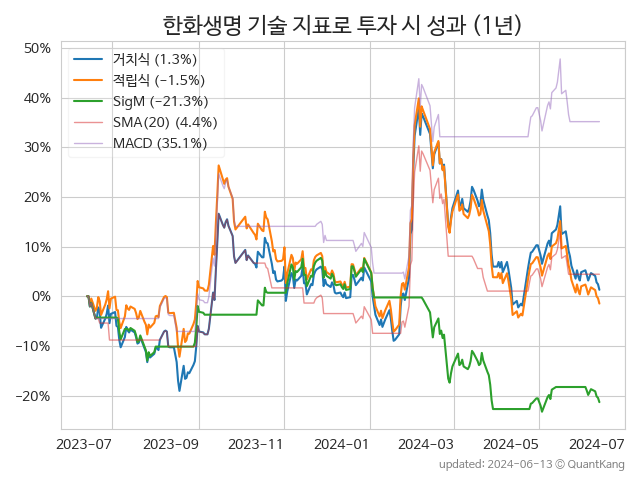 한화생명 기술 지표로 투자 시 성과 (1년)
50%
40%
30%
20%
10%
0%
−10%
−20%
거치식 (1.3%)
적립식 (−1.5%)
SigM (−21.3%)
SMA(20) (4.4%)
MACD (35.1%)
2023-07 2023-09 2023-11 2024-01 2024-03 2024-05 2024-07
updated: 2024-06-13 © QuantKang